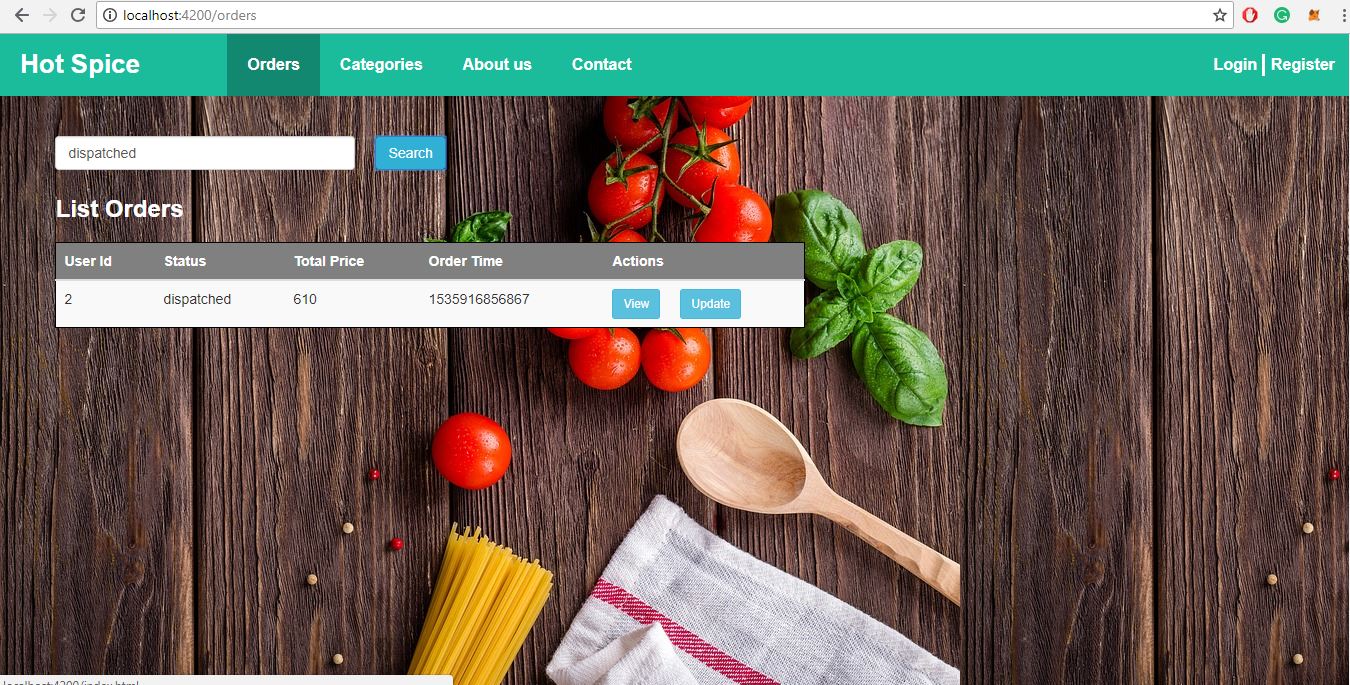 localhost:4200/orders
Hot Spice Orders Categories About us Contact Login | Register
dispatched Search
List Orders
User Id Status Total Price Order Time Actions
2 dispatched 610 1535916856867 View Update
localhost:4200/index.html